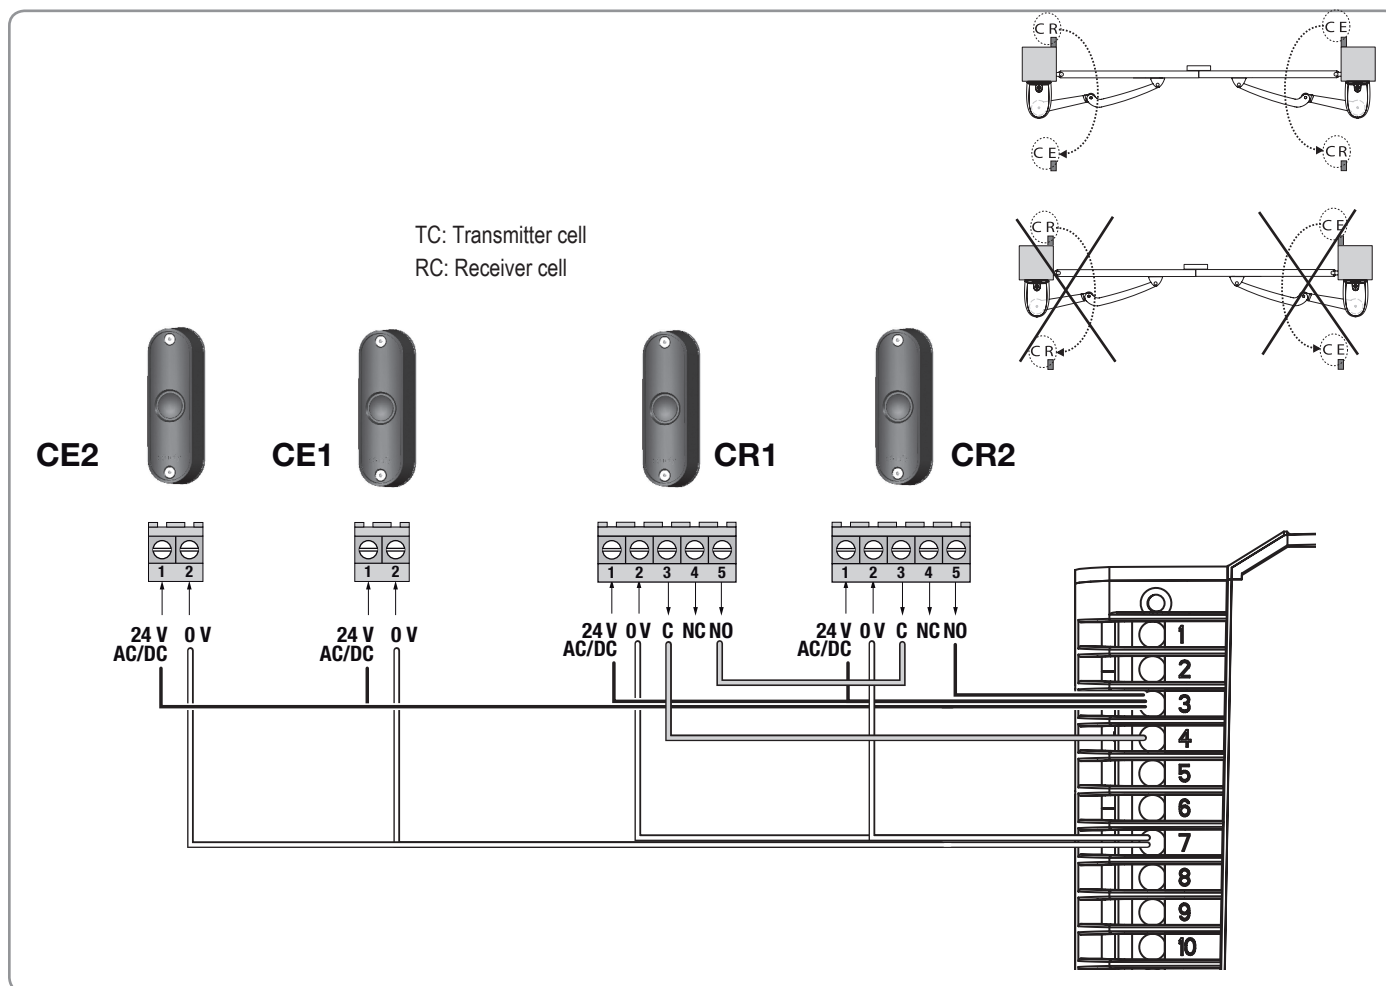 C R
C E
C E
C R
C R
C E
C R
C E
TC: Transmitter cell
RC: Receiver cell
CE2
CE1
CR1
CR2
1 2
1 2
1 2 3 4 5
1 2 3 4 5
24 V 0 V
AC/DC
24 V 0 V
AC/DC
24 V 0 V C NC NO
AC/DC
24 V 0 V C NC NO
AC/DC
1
2
3
4
5
6
7
8
9
10